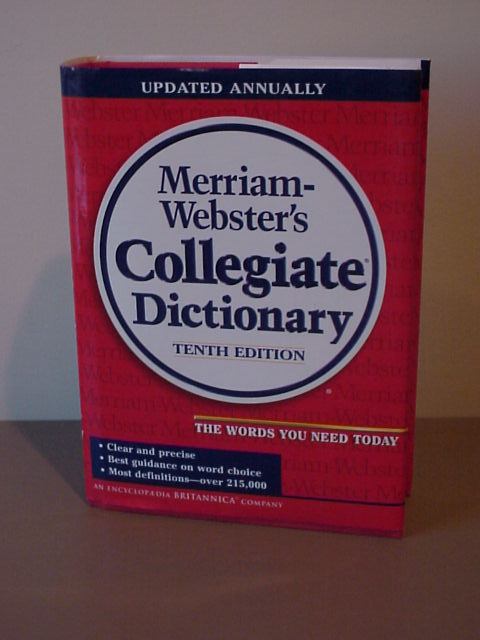 UPDATED ANNUALLY
Merriam-
Webster's
Collegiate®
Dictionary
TENTH EDITION
®
THE WORDS YOU NEED TODAY
• Clear and precise
• Best guidance on word choice
• Most definitions—over 215,000
AN ENCYCLOPÆDIA BRITANNICA® COMPANY